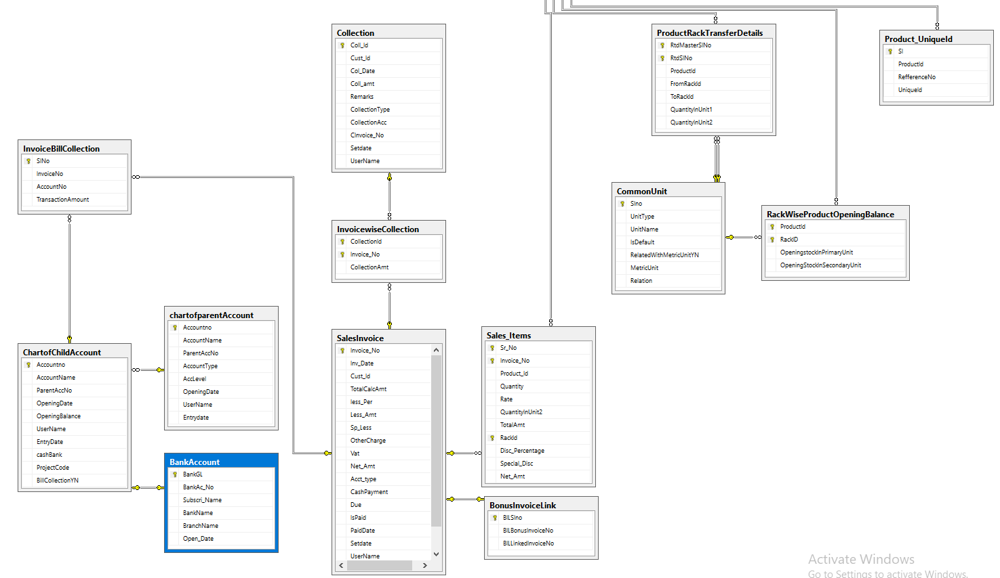 Collection
Coll_Id
Cust_Id
Col_Date
Coll_amt
Remarks
CollectionType
CollectionAcc
CInvoice_No
Setdate
UserName
ProductRackTransferDetails
RtdMasterSlNo
RtdSlNo
ProductId
FromRackId
ToRackId
QuantityInUnit1
QuantityInUnit2
Product_UniqueId
Sl
ProductId
RefferenceNo
UniqueId
InvoiceBillCollection
SlNo
InvoiceNo
AccountNo
TransactionAmount
InvoicewiseCollection
CollectionId
Invoice_No
CollectionAmt
CommonUnit
Slno
UnitType
UnitName
IsDefault
RelatedWithMetricUnitYN
MetricUnit
Relation
RackWiseProductOpeningBalance
ProductId
RackID
OpeningstockInPrimaryUnit
OpeningStockInSecondaryUnit
chartofparentAccount
Accountno
AccountName
ParentAccNo
AccountType
AccLevel
OpeningDate
UserName
Entrydate
ChartofChildAccount
Accountno
AccountName
ParentAccNo
OpeningDate
OpeningBalance
UserName
EntryDate
cashBank
ProjectCode
BillCollectionYN
BankAccount
BankGL
BankAc_No
Subscri_Name
BankName
BranchName
Open_Date
SalesInvoice
Invoice_No
Inv_Date
Cust_Id
TotalCalcAmt
less_Per
Less_Amt
Sp_Less
OtherCharge
Vat
Net_Amt
Acct_type
CashPayment
Due
IsPaid
PaidDate
Setdate
UserName
Sales_Items
Sr_No
Invoice_No
Product_Id
Quantity
Rate
QuantityInUnit2
TotalAmt
RackId
Disc_Percentage
Special_Disc
Net_Amt
BonusInvoiceLink
BILSlno
BILBonusInvoiceNo
BILLinkedInvoiceNo
Activate Windows
Go to Settings to activate Windows.